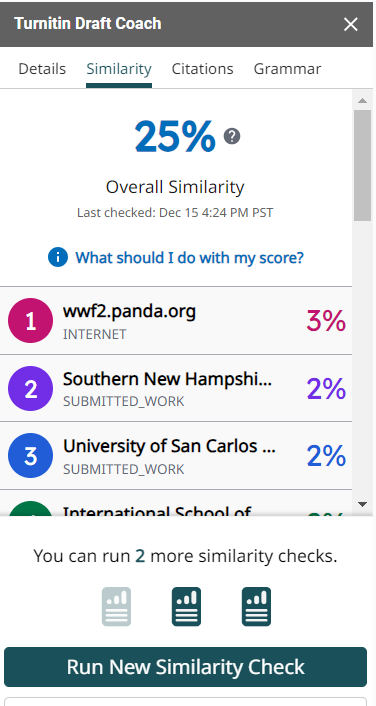 Turnitin Draft Coach
Details Similarity Citations Grammar
25% ?
Overall Similarity
Last checked: Dec 15 4:24 PM PST
i What should I do with my score?
1 wwf2.panda.org 3%
INTERNET
2 Southern New Hampshi... 2%
SUBMITTED_WORK
3 University of San Carlos ... 2%
SUBMITTED_WORK
International School of
You can run 2 more similarity checks.
Run New Similarity Check